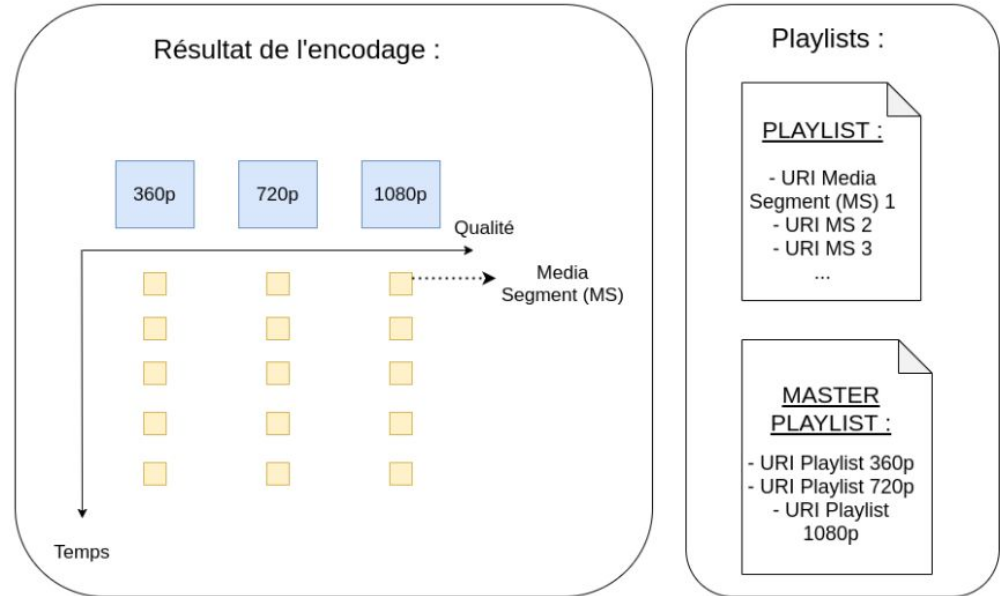 Résultat de l'encodage :
360p
720p
1080p
Qualité
Media
Segment (MS)
Temps
Playlists :
PLAYLIST :
- URI Media
Segment (MS) 1
- URI MS 2
- URI MS 3
...
MASTER
PLAYLIST :
- URI Playlist 360p
- URI Playlist 720p
- URI Playlist
1080p